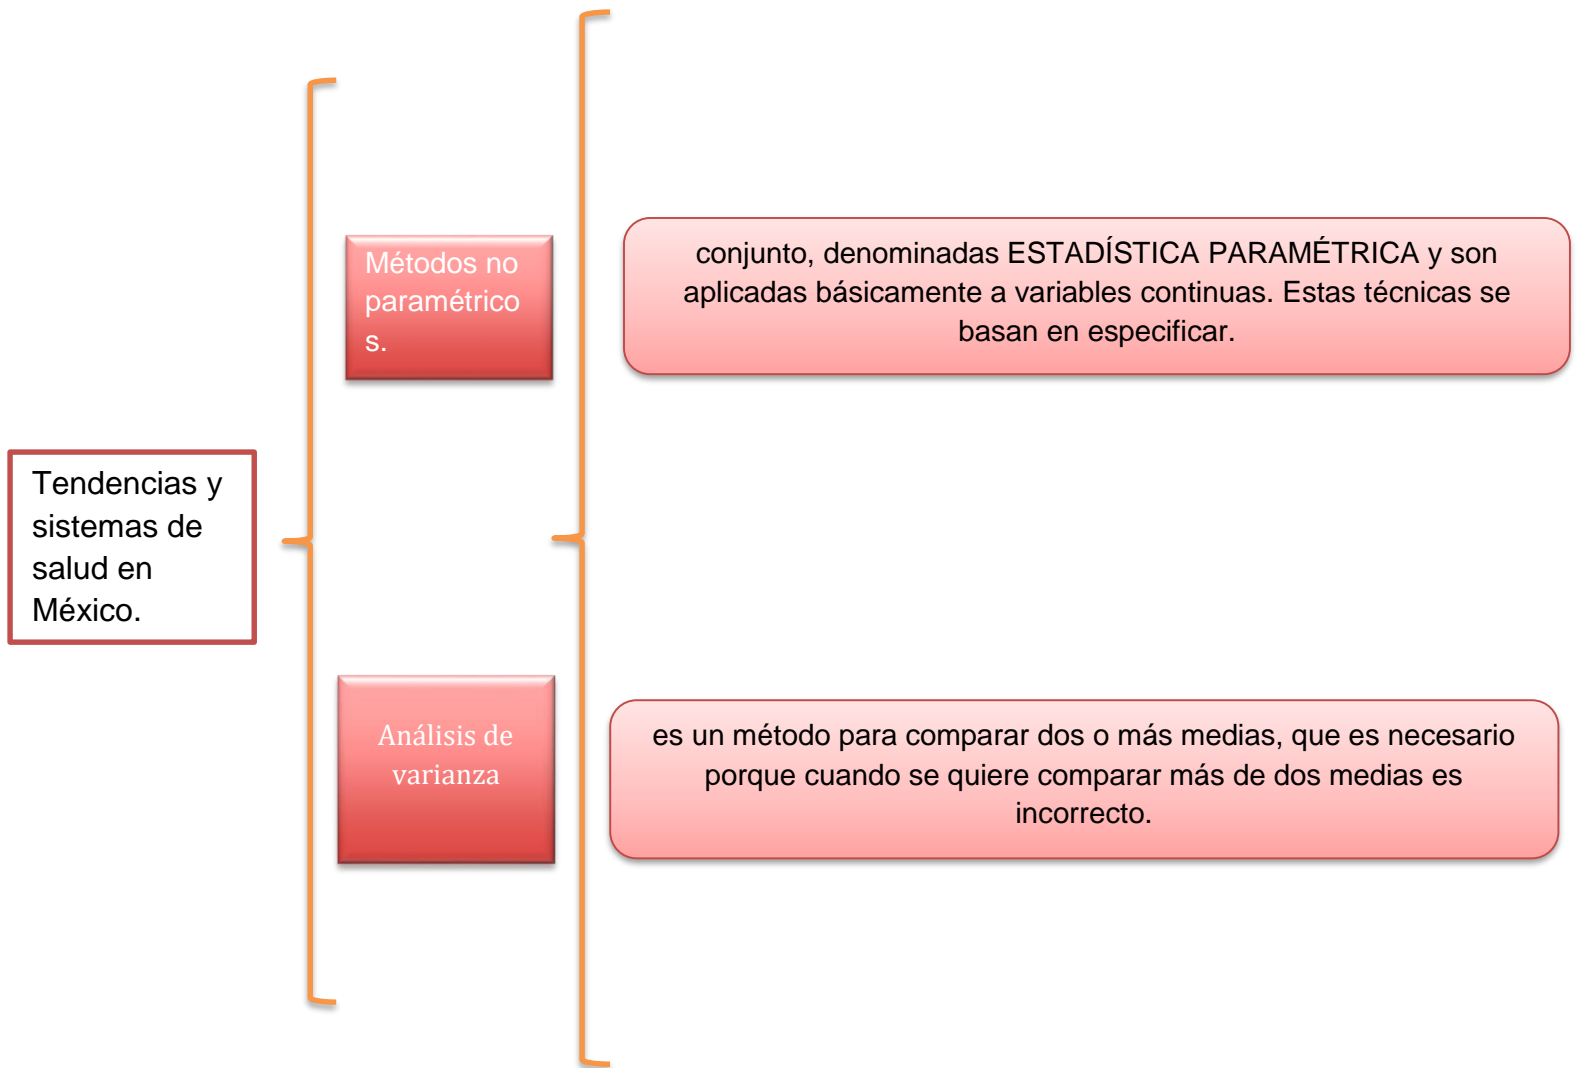 Tendencias y
sistemas de
salud en
México.
Métodos no
paramétrico
s.
conjunto, denominadas ESTADÍSTICA PARAMÉTRICA y son
aplicadas básicamente a variables continuas. Estas técnicas se
basan en especificar.
Análisis de
varianza
es un método para comparar dos o más medias, que es necesario
porque cuando se quiere comparar más de dos medias es
incorrecto.